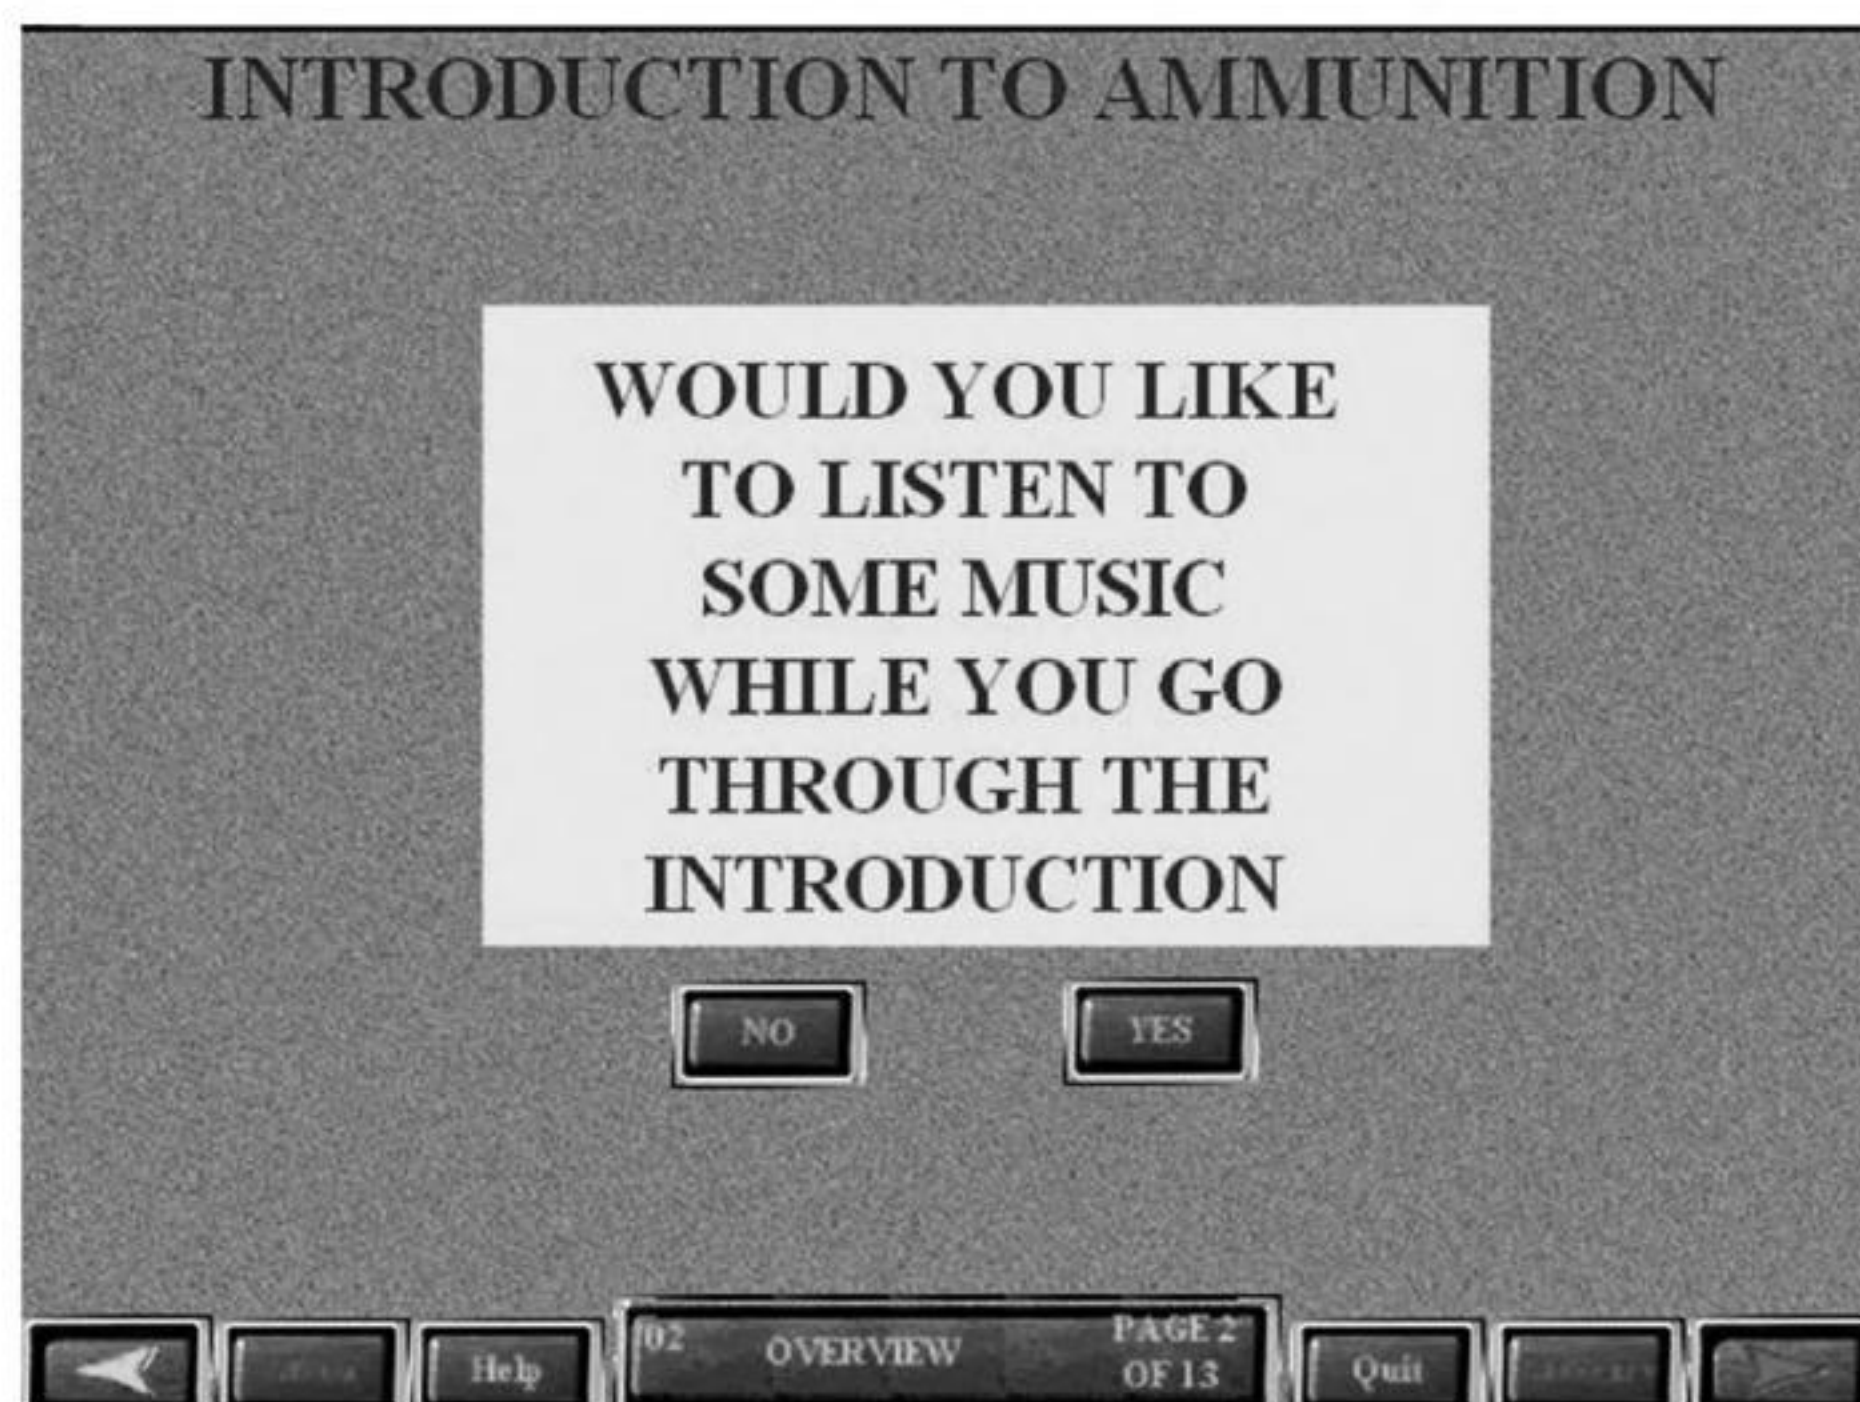 INTRODUCTION TO AMMUNITION
WOULD YOU LIKE
TO LISTEN TO
SOME MUSIC
WHILE YOU GO
THROUGH THE
INTRODUCTION
NO
YES
Help
02
OVERVIEW
PAGE 2
OF 13
Quit